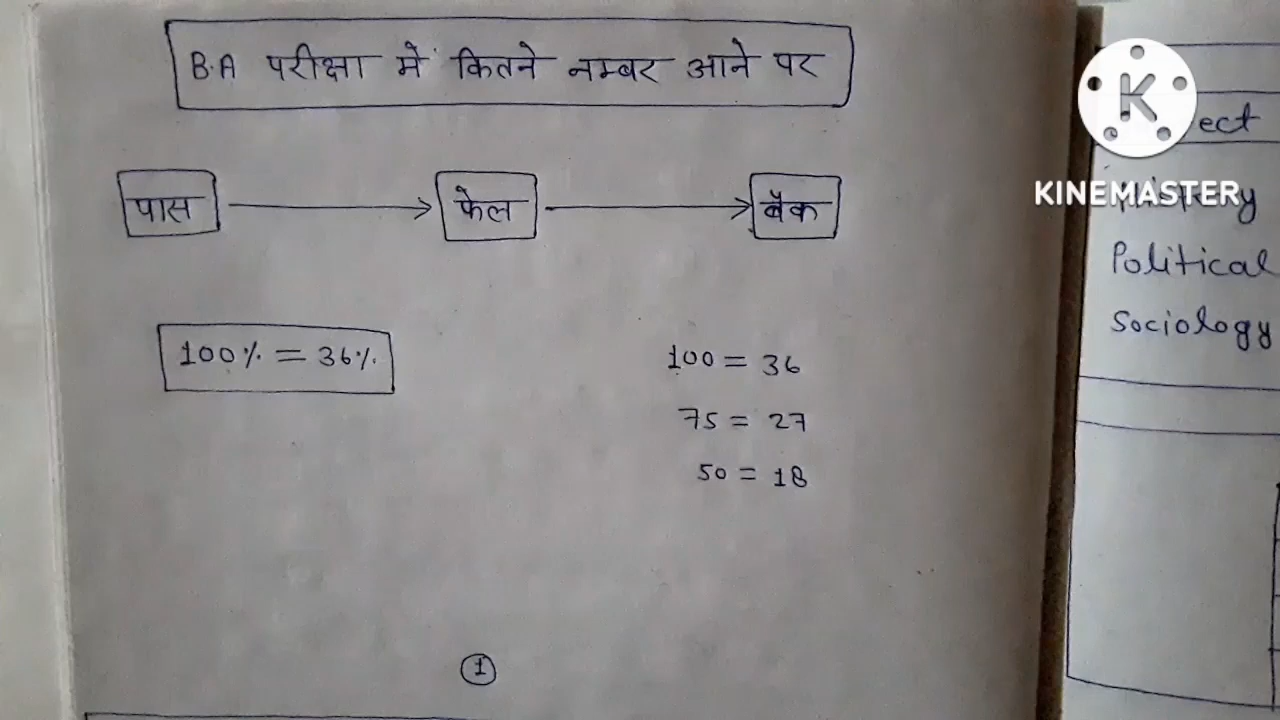 B.A परीक्षा में कितने नम्बर आने पर
पास फेल बैक
100% = 36%
100 = 36
75 = 27
50 = 18
1
K
KINEMASTER
ect
Political
Sociology